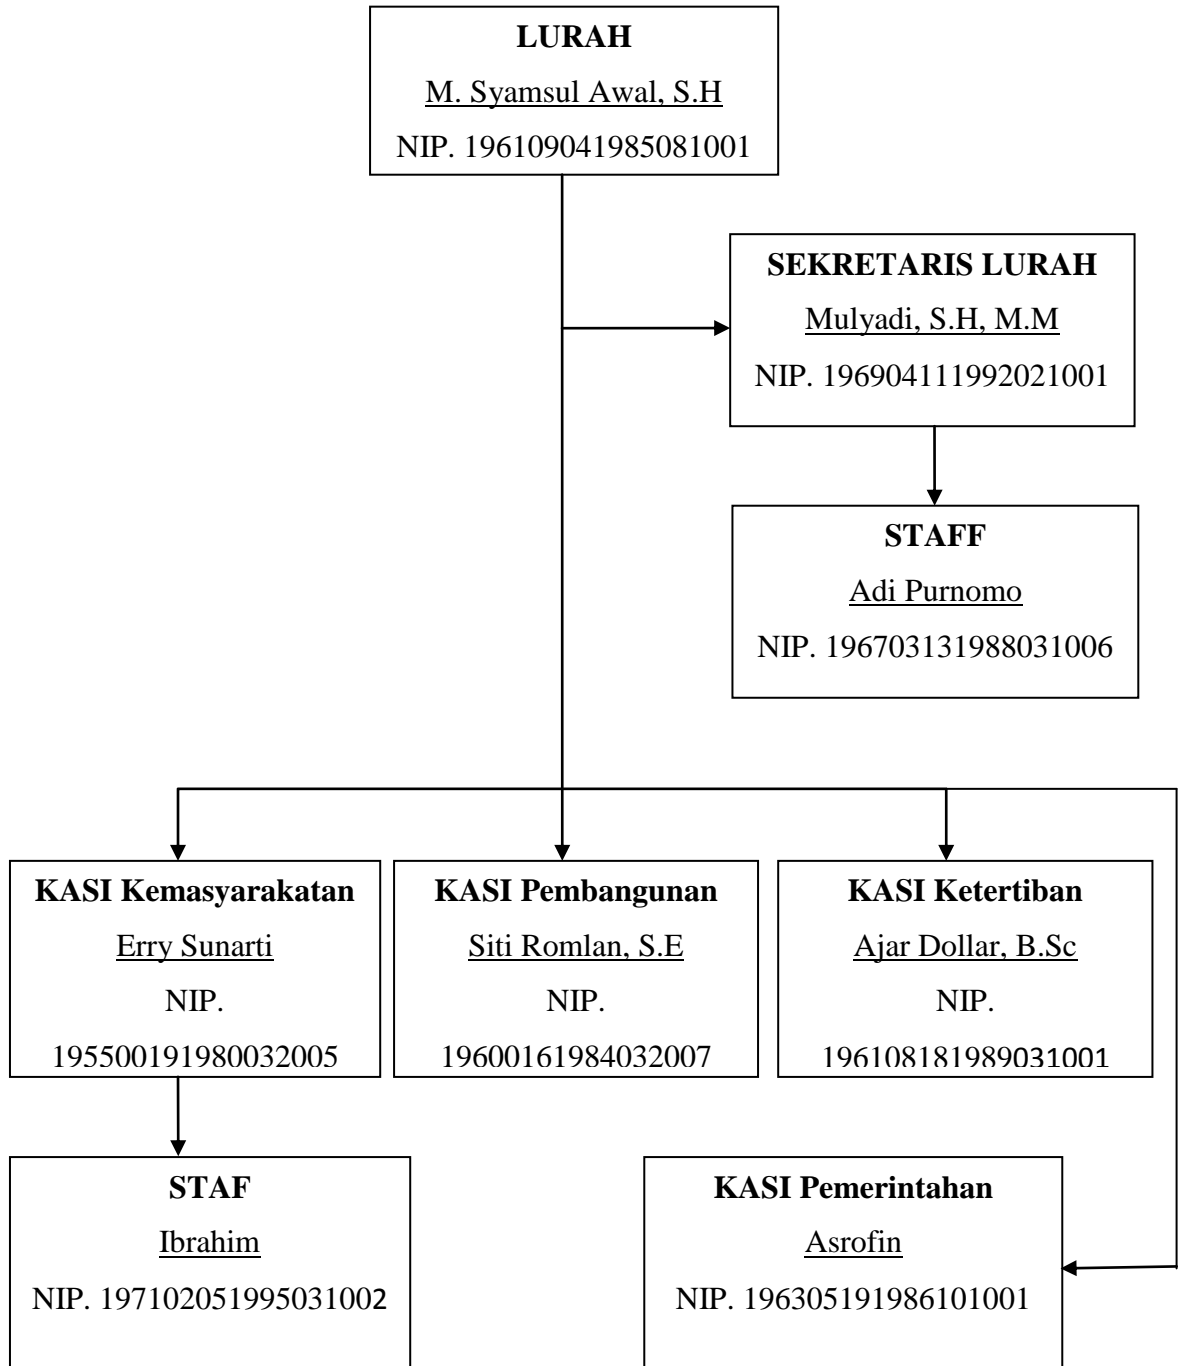 LURAH
M. Syamsul Awal, S.H
NIP. 196109041985081001
SEKRETARIS LURAH
Mulyadi, S.H, M.M
NIP. 196904111992021001
STAFF
Adi Purnomo
NIP. 196703131988031006
KASI Kemasyarakatan
Erry Sunarti
NIP.
195500191980032005
KASI Pembangunan
Siti Romlan, S.E
NIP.
19600161984032007
KASI Ketertiban
Ajar Dollar, B.Sc
NIP.
196108181989031001
STAF
Ibrahim
NIP. 197102051995031002
KASI Pemerintahan
Asrofin
NIP. 196305191986101001